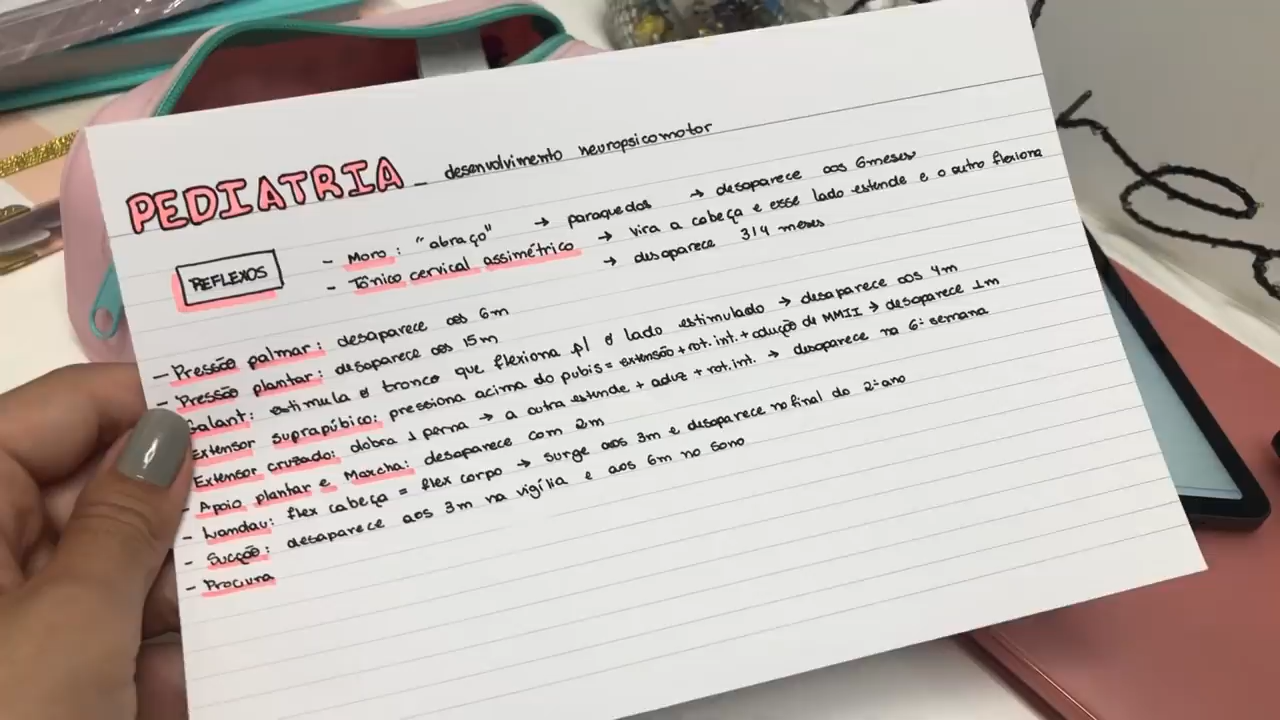 PEDIATRIA - desenvolvimento neuropsicomotor
REFLEXOS
- Moro: "abraço" → paraquedas → desaparece aos 6 meses
- Tônico cervical assimétrico → vira a cabeça e esse lado estende e o outro flexiona
→ desaparece 3/4 meses
- Pressão palmar: desaparece aos 6m
- Pressão plantar: desaparece aos 15m
Galant: estimula o tronco que flexiona p/ o lado estimulado → desaparece aos 4m
Extensor suprapúbico: pressiona acima do pubis = extensão + rot. int. + adução de MMII → desaparece 1m
Extensor cruzado: dobra 1 perna → a outra estende + aduz + rot. int. → desaparece na 6ª semana
- Apoio plantar e Marcha: desaparece com 2m
- Landau: flex cabeça = flex corpo → surge aos 3m e desaparece no final do 2º ano
- Sucção: desaparece aos 3m na vigília e aos 6m no sono
- Procura